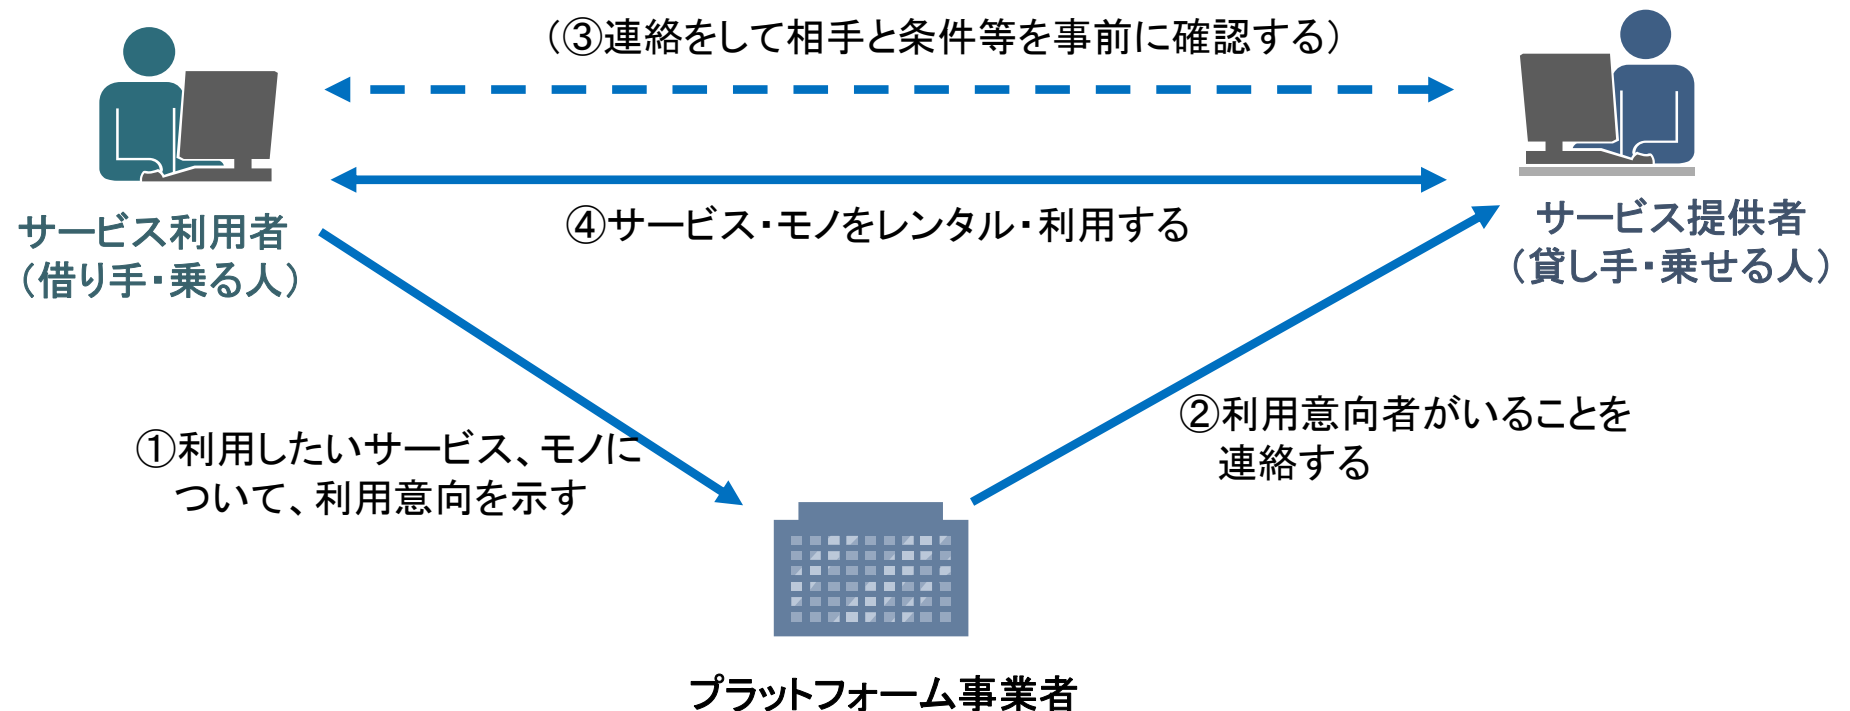 （③連絡をして相手と条件等を事前に確認する）
④サービス・モノをレンタル・利用する
サービス利用者
（借り手・乗る人）
サービス提供者
（貸し手・乗せる人）
①利用したいサービス、モノに
ついて、利用意向を示す
②利用意向者がいることを
連絡する
プラットフォーム事業者